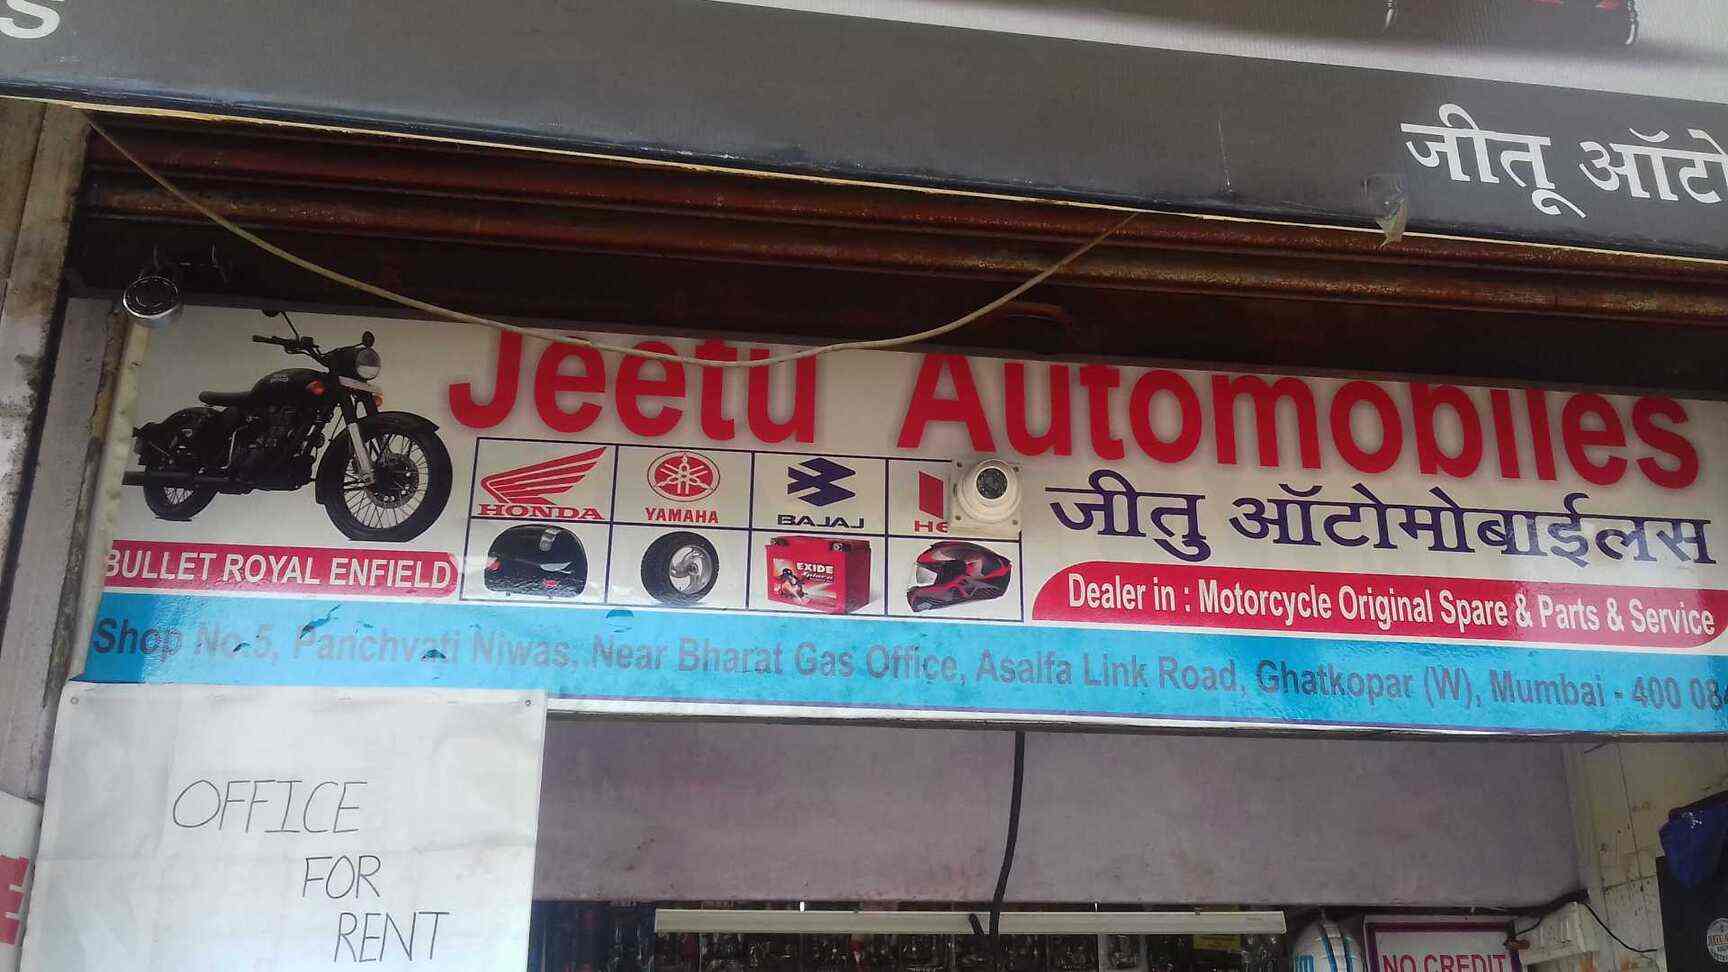 जीतू ऑटो
Jeetu Automobiles
HONDA
YAMAHA
BAJAJ
HE
जीतु ऑटोमोबाईलस
EXIDE
BULLET ROYAL ENFIELD
Dealer in : Motorcycle Original Spare & Parts & Service
Shop No.5, Panchvati Niwas, Near Bharat Gas Office, Asalfa Link Road, Ghatkopar (W), Mumbai - 400 084
OFFICE
FOR
RENT
NO CREDIT